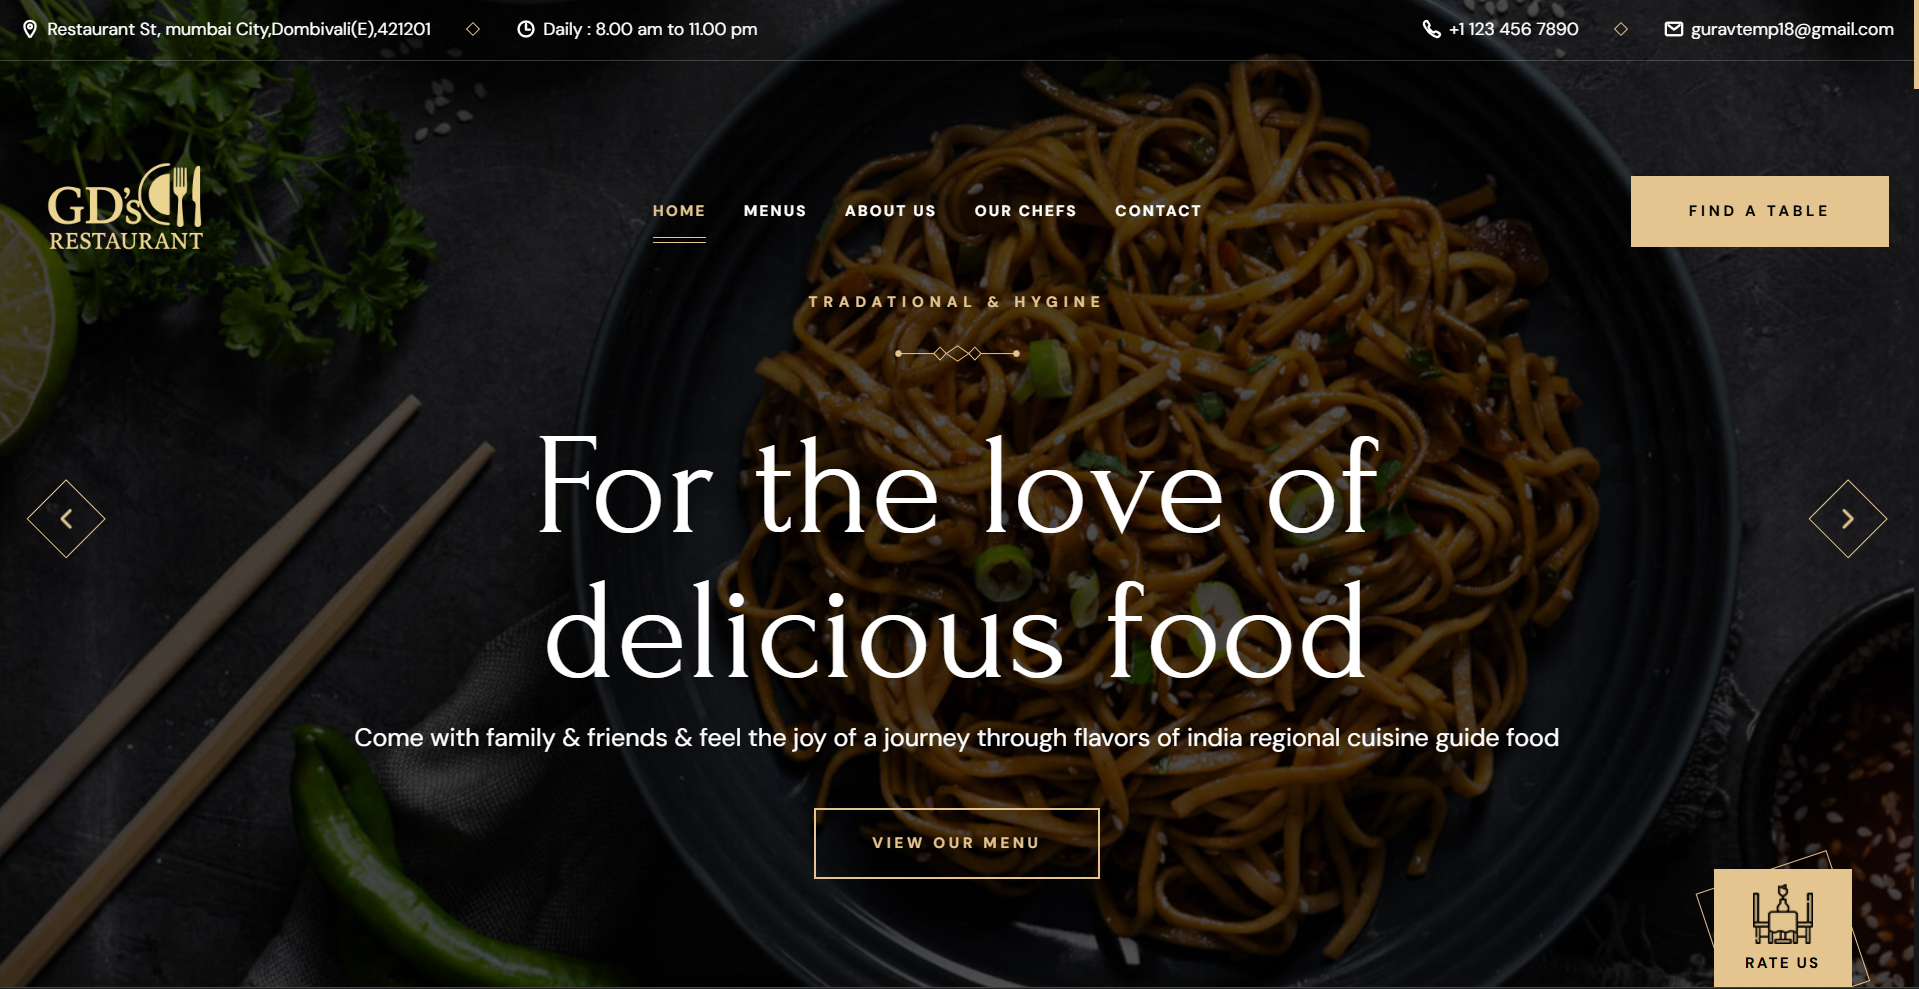 Restaurant St, mumbai City,Dombivali(E),421201
Daily : 8.00 am to 11.00 pm
+1 123 456 7890
guravtemp18@gmail.com
GD's
RESTAURANT
HOME
MENUS
ABOUT US
OUR CHEFS
CONTACT
FIND A TABLE
TRADATIONAL & HYGINE
For the love of
delicious food
Come with family & friends & feel the joy of a journey through flavors of india regional cuisine guide food
VIEW OUR MENU
RATE US